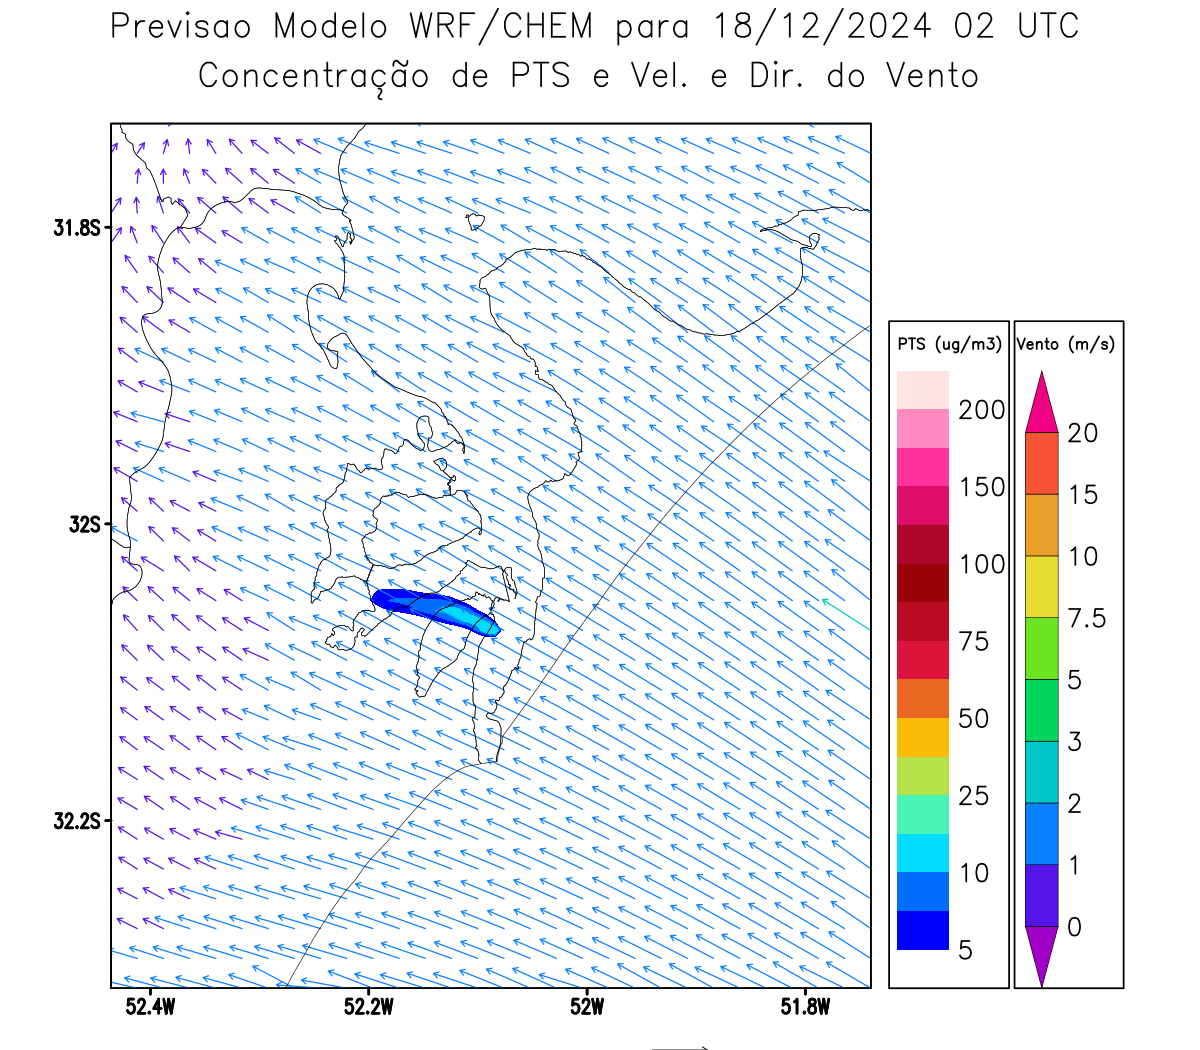 Previsao Modelo WRF/CHEM para 18/12/2024 02 UTC
Concentração de PTS e Vel. e Dir. do Vento
31.8S
32S
32.2S
52.4W
52.2W
52W
51.8W
PTS (ug/m3)
200
150
100
75
50
25
10
5
Vento (m/s)
20
15
10
7.5
5
3
2
1
0